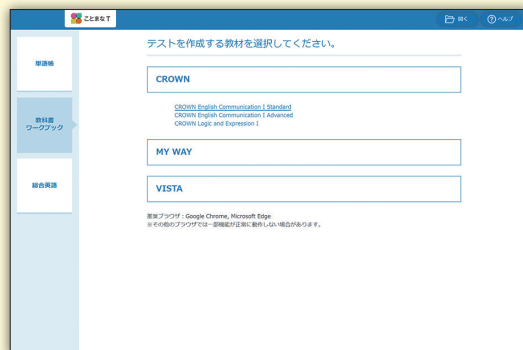 ことまな T
開く
ヘルプ
テストを作成する教材を選択してください。
単語帳
教科書
ワークブック
総合英語
CROWN
CROWN English Communication I Standard
CROWN English Communication I Advanced
CROWN Logic and Expression I
MY WAY
VISTA
推奨ブラウザ：Google Chrome, Microsoft Edge
※その他のブラウザでは一部機能が正常に動作しない場合があります。